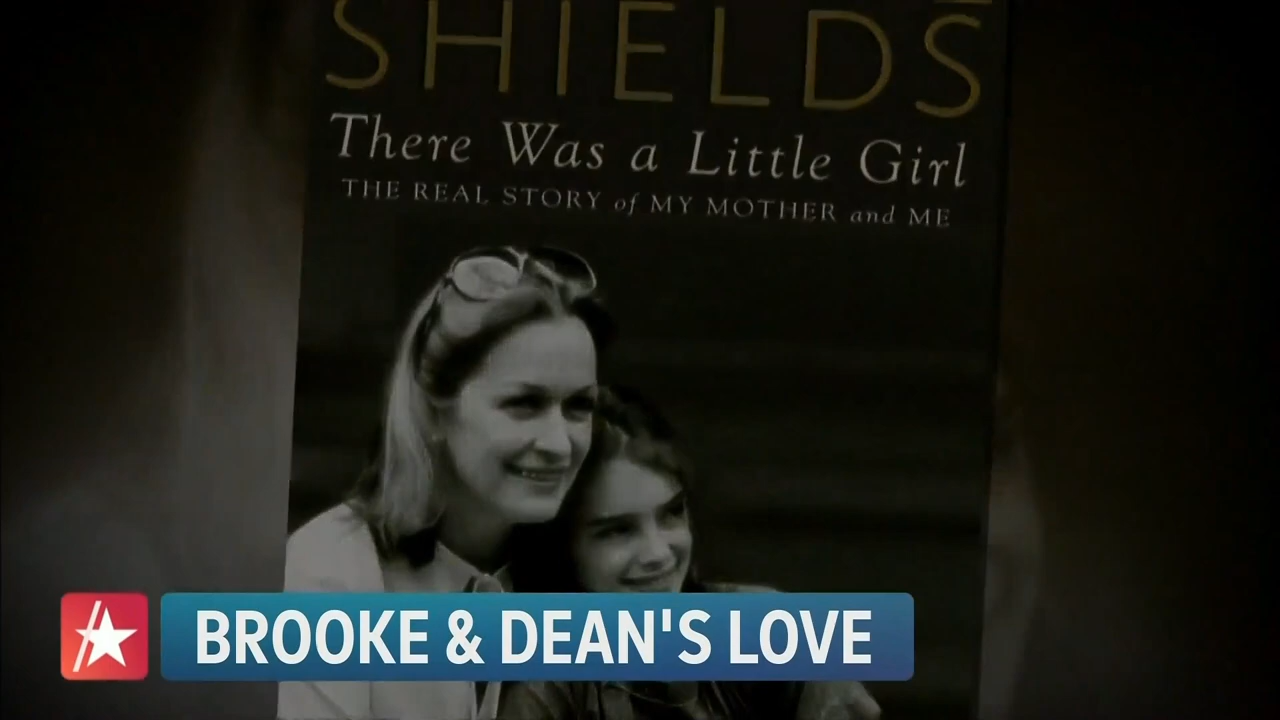 SHIELDS
There Was a Little Girl
THE REAL STORY of MY MOTHER and ME
BROOKE & DEAN'S LOVE